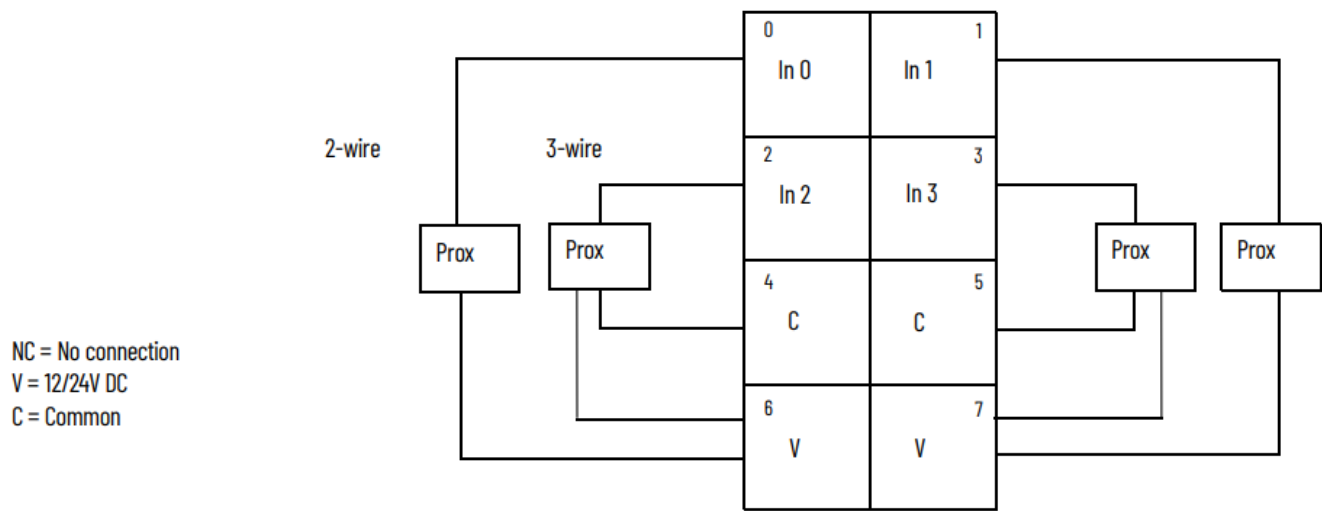 0
1
In 0
In 1
2-wire
3-wire
2
3
In 2
In 3
Prox
Prox
Prox
Prox
4
5
C
C
NC = No connection
V = 12/24V DC
C = Common
6
7
V
V